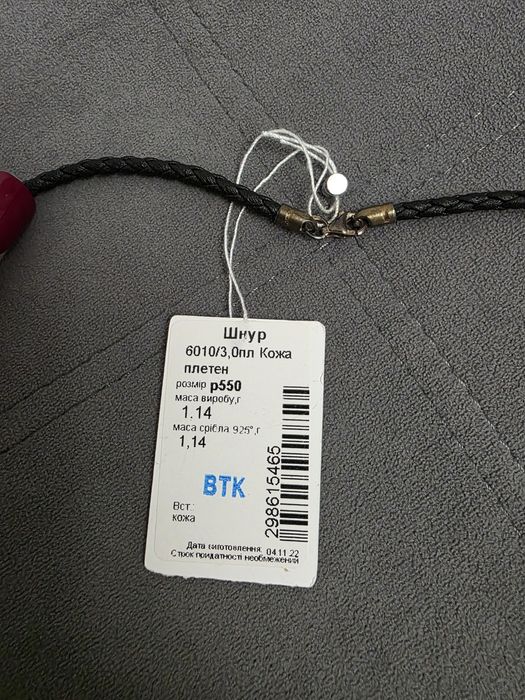 Шнур
6010/3,0пл Кожа
плетен
розмір р550
маса виробу,г
1.14
маса срібла 925°,г
1,14
ВТК
Вст.:
кожа
298615465
Дата виготовлення: 04.11.22
Строк придатності необмежений